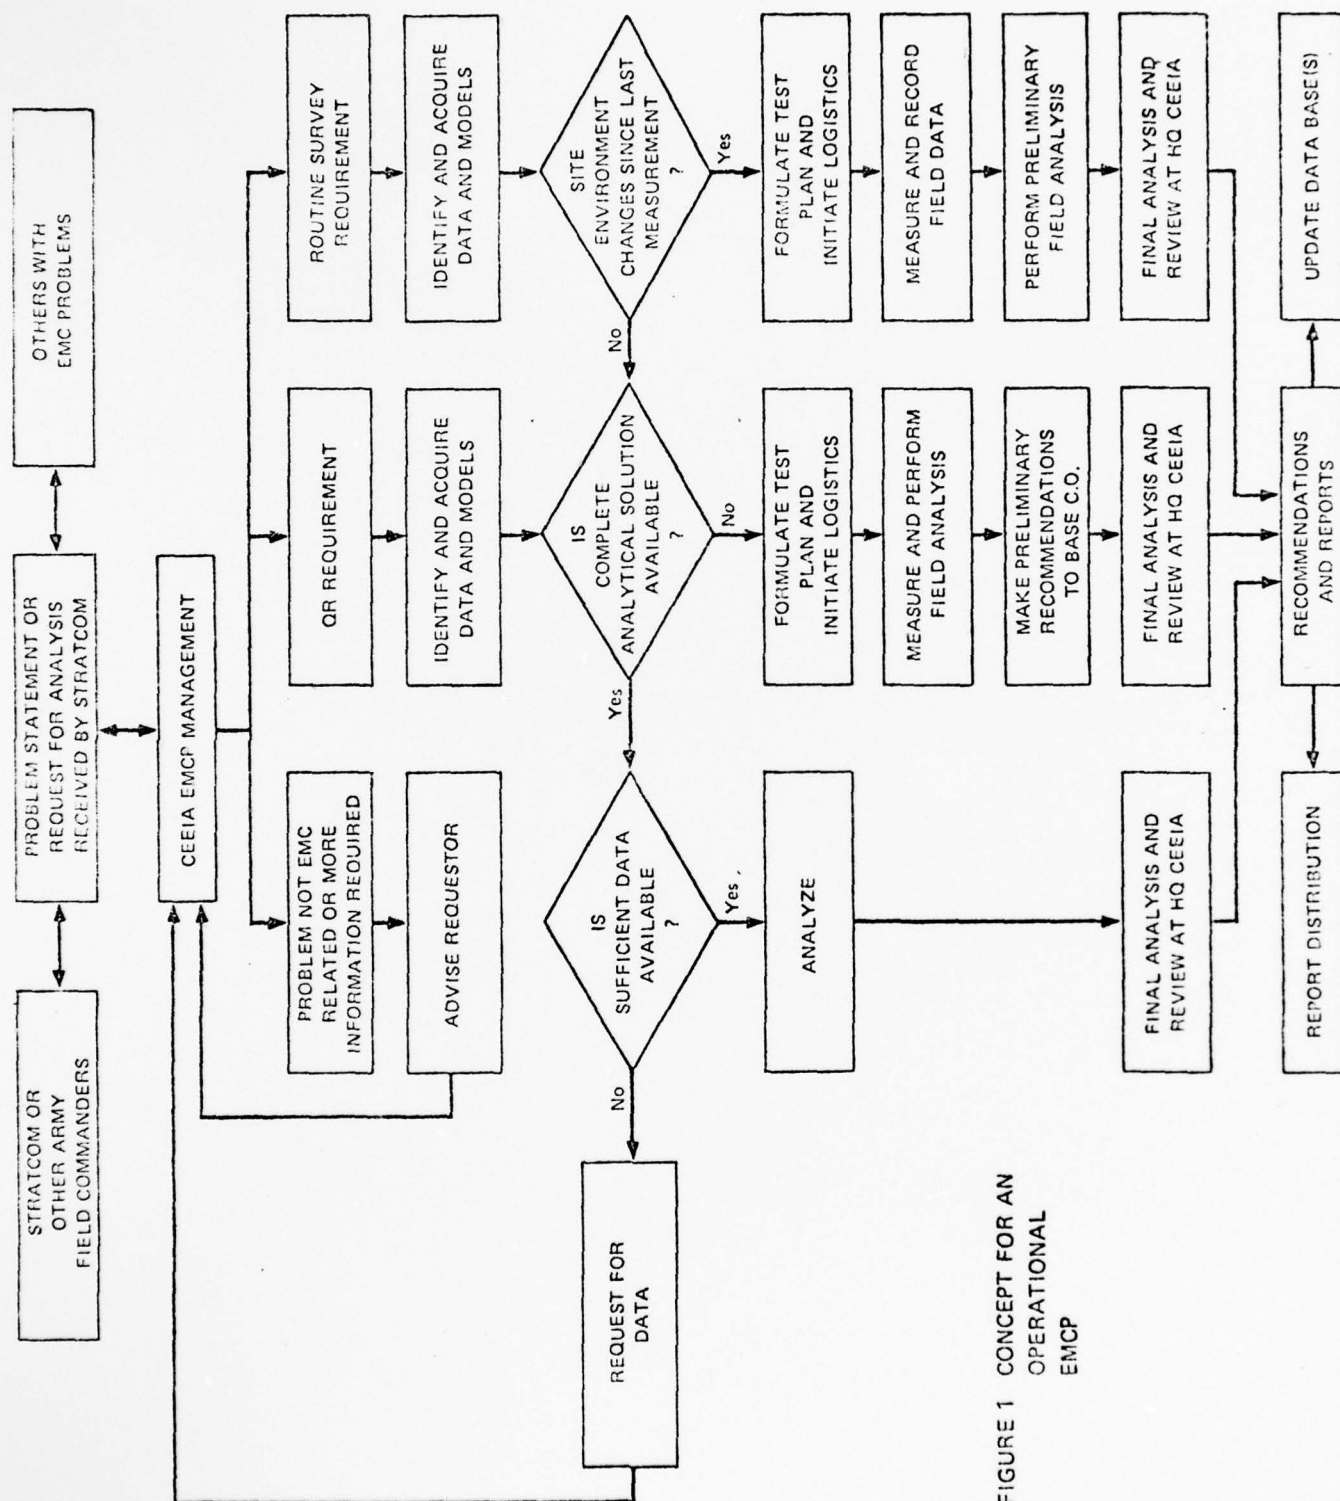 STRATCOM OR
OTHER ARMY
FIELD COMMANDERS
PROBLEM STATEMENT OR
REQUEST FOR ANALYSIS
RECEIVED BY STRATCOM
OTHERS WITH
EMC PROBLEMS
CEEIA EMCP MANAGEMENT
PROBLEM NOT EMC
RELATED OR MORE
INFORMATION REQUIRED
QR REQUIREMENT
ROUTINE SURVEY
REQUIREMENT
ADVISE REQUESTOR
IDENTIFY AND ACQUIRE
DATA AND MODELS
IDENTIFY AND ACQUIRE
DATA AND MODELS
REQUEST FOR
DATA
No
IS
SUFFICIENT DATA
AVAILABLE
?
Yes
IS
COMPLETE
ANALYTICAL SOLUTION
AVAILABLE
?
No
SITE
ENVIRONMENT
CHANGES SINCE LAST
MEASUREMENT
?
Yes
No
Yes
ANALYZE
FORMULATE TEST
PLAN AND
INITIATE LOGISTICS
FORMULATE TEST
PLAN AND
INITIATE LOGISTICS
MEASURE AND PERFORM
FIELD ANALYSIS
MEASURE AND RECORD
FIELD DATA
MAKE PRELIMINARY
RECOMMENDATIONS
TO BASE C.O.
PERFORM PRELIMINARY
FIELD ANALYSIS
FINAL ANALYSIS AND
REVIEW AT HQ CEEIA
FINAL ANALYSIS AND
REVIEW AT HQ CEEIA
FINAL ANALYSIS AND
REVIEW AT HQ CEEIA
REPORT DISTRIBUTION
RECOMMENDATIONS
AND REPORTS
UPDATE DATA BASE(S)
FIGURE 1 CONCEPT FOR AN
OPERATIONAL
EMCP